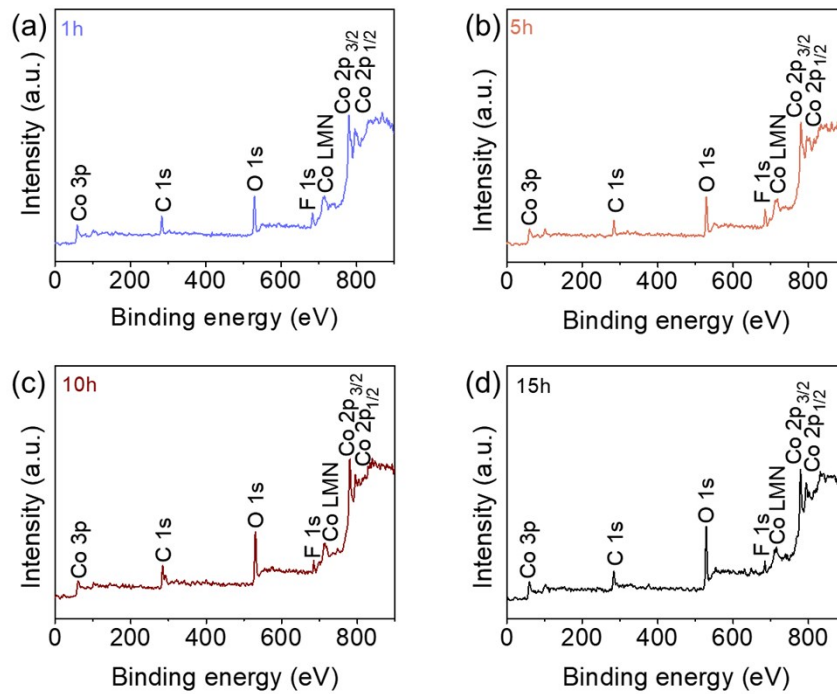 (a)
1h
Intensity (a.u.)
Co 3p
C 1s
O 1s
F 1s
Co LMN
Co 2p3/2
Co 2p1/2
0 200 400 600 800
Binding energy (eV)
(b)
5h
Intensity (a.u.)
Co 3p
C 1s
O 1s
F 1s
Co LMN
Co 2p3/2
Co 2p1/2
0 200 400 600 800
Binding energy (eV)
(c)
10h
Intensity (a.u.)
Co 3p
C 1s
O 1s
F 1s
Co LMN
Co 2p3/2
Co 2p1/2
0 200 400 600 800
Binding energy (eV)
(d)
15h
Intensity (a.u.)
Co 3p
C 1s
O 1s
F 1s
Co LMN
Co 2p3/2
Co 2p1/2
0 200 400 600 800
Binding energy (eV)